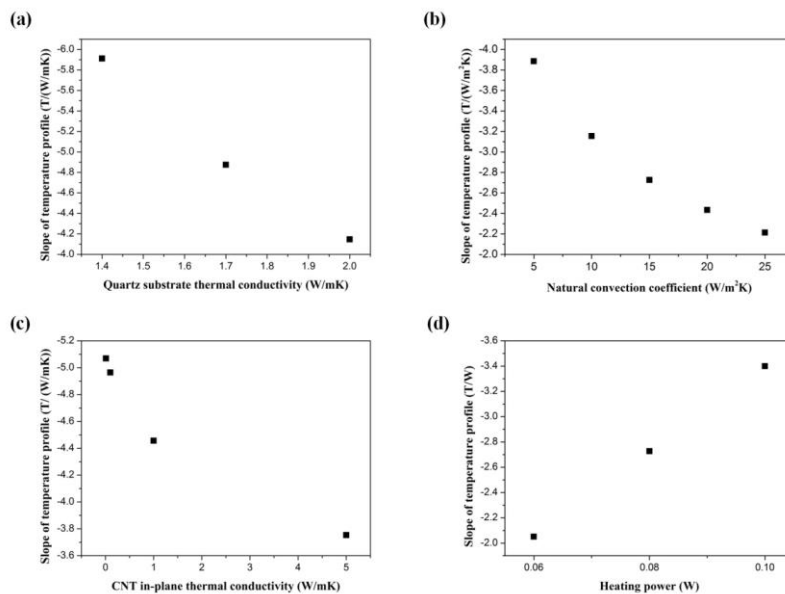 (a)
-6.0
-5.8
-5.6
-5.4
-5.2
-5.0
-4.8
-4.6
-4.4
-4.2
-4.0
Slope of temperature profile (T/(W/mK))
1.4 1.5 1.6 1.7 1.8 1.9 2.0
Quartz substrate thermal conductivity (W/mK)
(b)
-4.0
-3.8
-3.6
-3.4
-3.2
-3.0
-2.8
-2.6
-2.4
-2.2
-2.0
Slope of temperature profile (T/(W/m²K))
5 10 15 20 25
Natural convection coefficient (W/m²K)
(c)
-5.2
-5.0
-4.8
-4.6
-4.4
-4.2
-4.0
-3.8
-3.6
Slope of temperature profile (T/ (W/mK))
0 1 2 3 4 5
CNT in-plane thermal conductivity (W/mK)
(d)
-3.6
-3.4
-3.2
-3.0
-2.8
-2.6
-2.4
-2.2
-2.0
Slope of temperature profile (T/W)
0.06 0.08 0.10
Heating power (W)